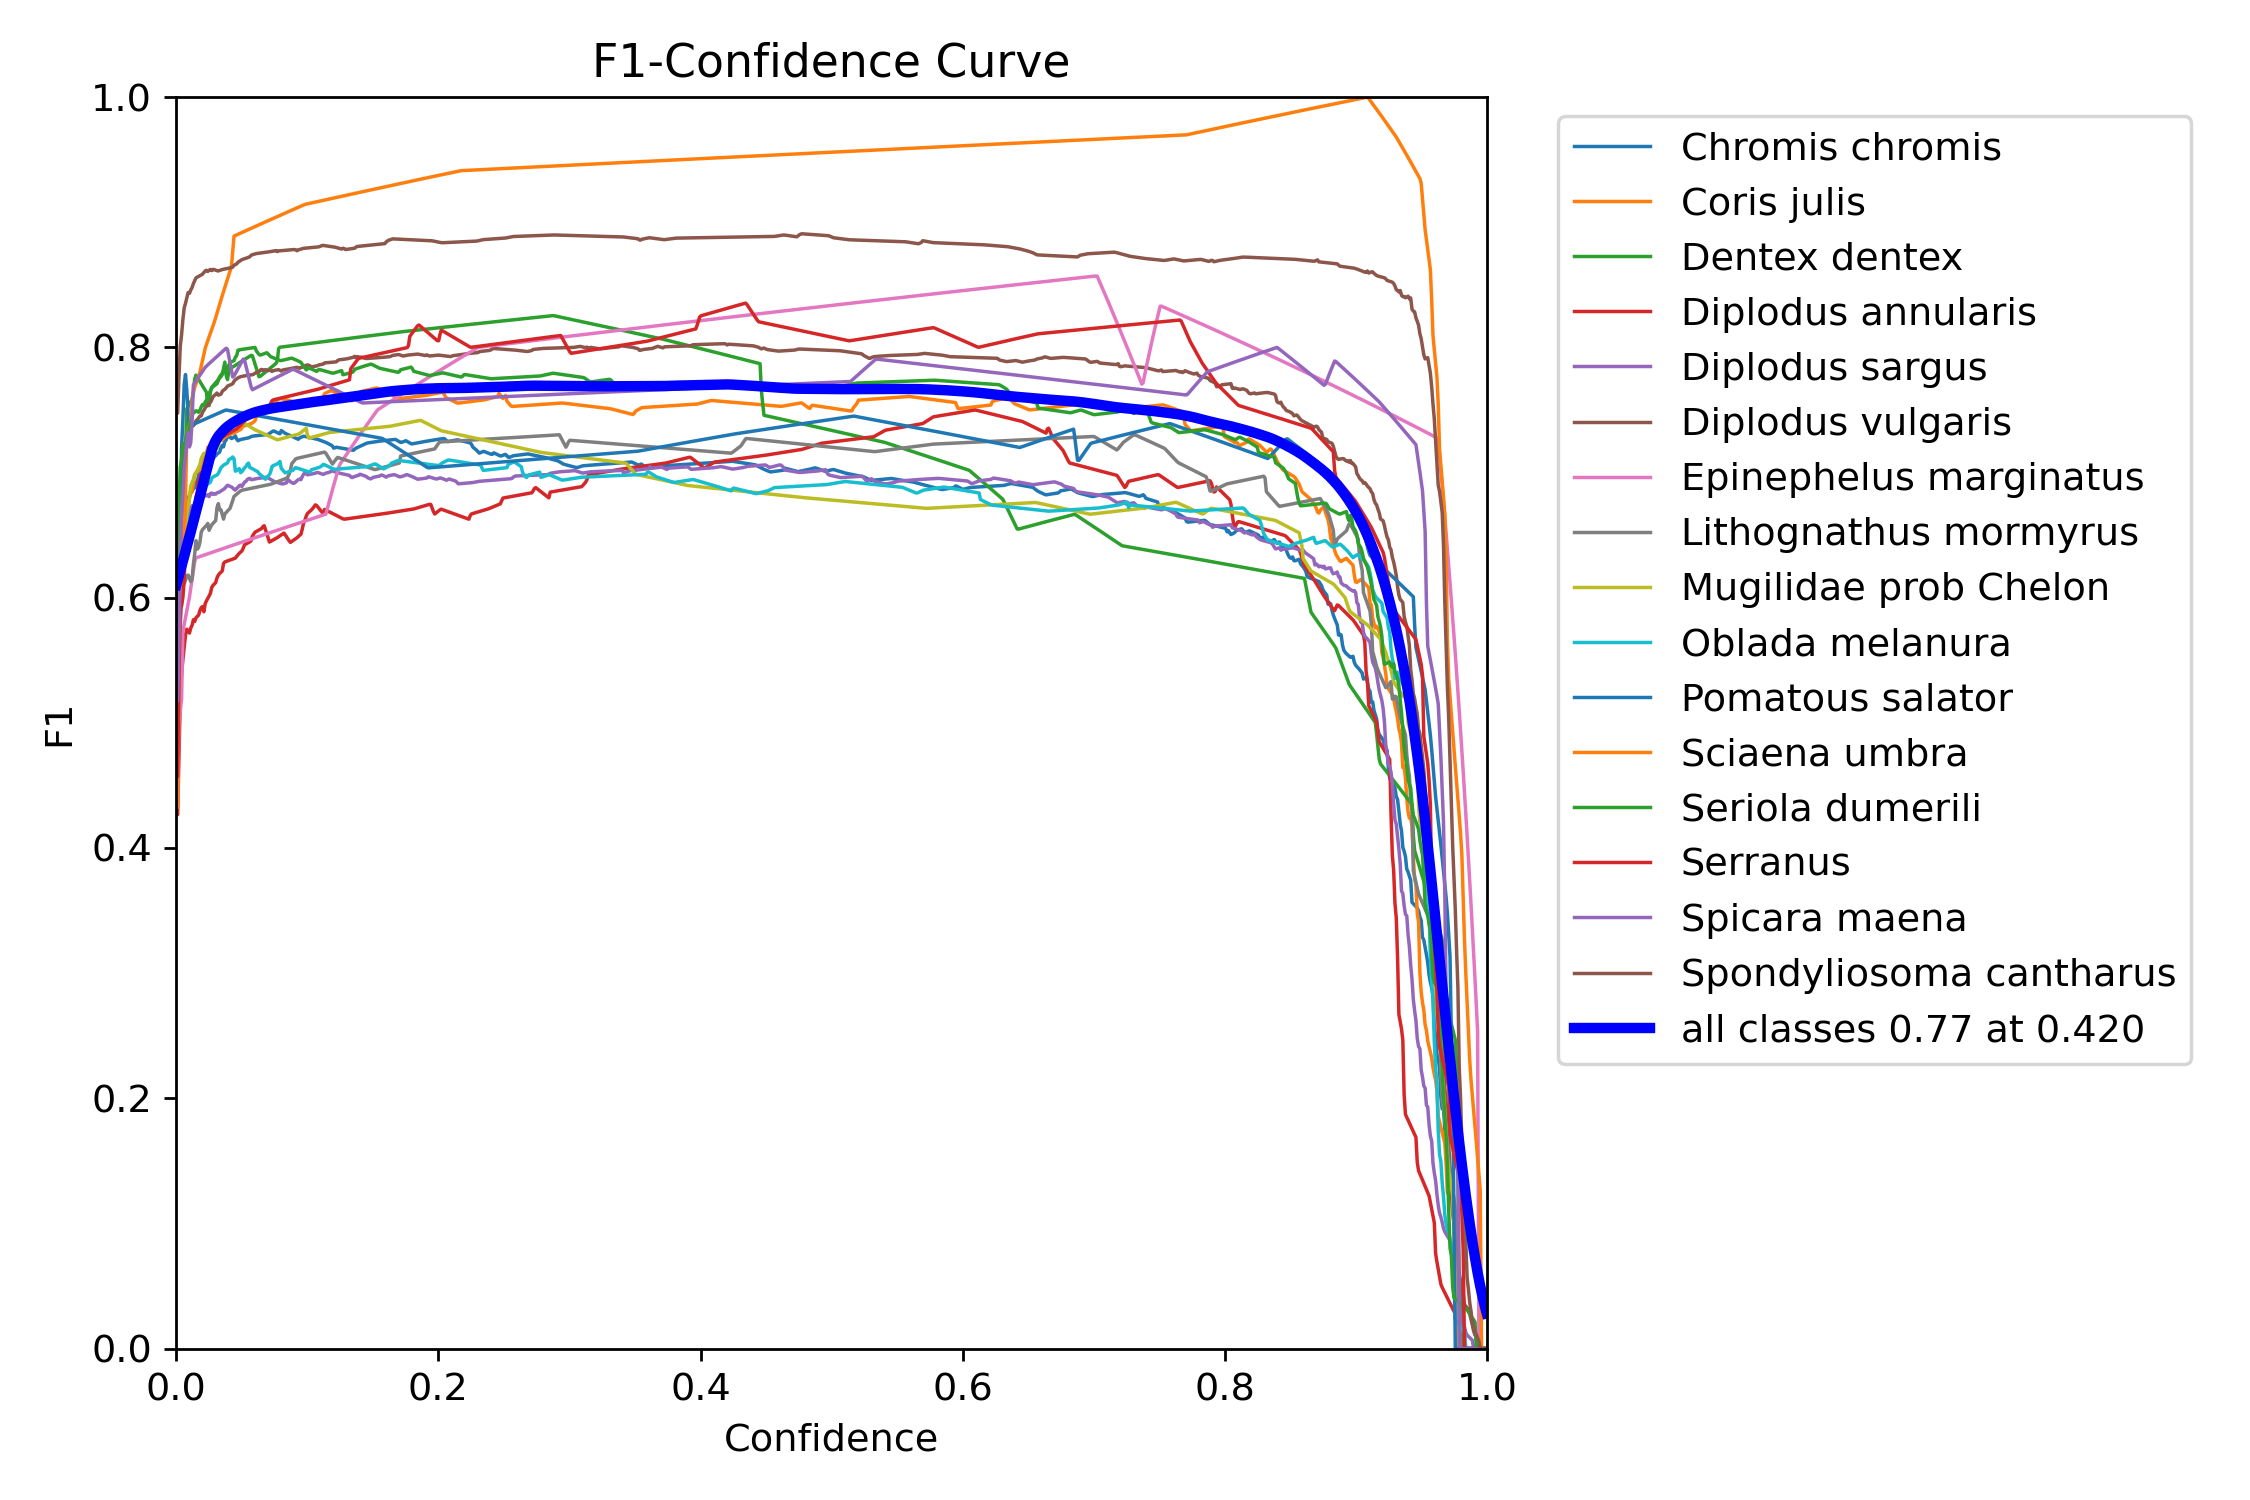 F1-Confidence Curve
1.0
0.8
0.6
0.4
0.2
0.0
F1
0.0 0.2 0.4 0.6 0.8 1.0
Confidence
Chromis chromis
Coris julis
Dentex dentex
Diplodus annularis
Diplodus sargus
Diplodus vulgaris
Epinephelus marginatus
Lithognathus mormyrus
Mugilidae prob Chelon
Oblada melanura
Pomatous salator
Sciaena umbra
Seriola dumerili
Serranus
Spicara maena
Spondyliosoma cantharus
all classes 0.77 at 0.420